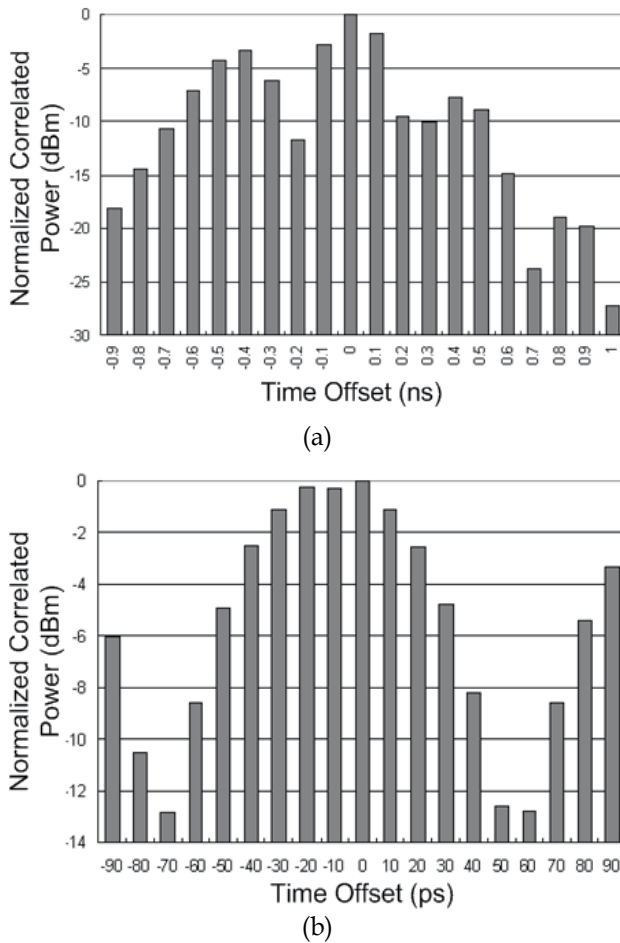 Normalized Correlated
Power (dBm)
0
-5
-10
-15
-20
-25
-30
-0.9 -0.8 -0.7 -0.6 -0.5 -0.4 -0.3 -0.2 -0.1 0 0.1 0.2 0.3 0.4 0.5 0.6 0.7 0.8 0.9 1
Time Offset (ns)
(a)
Normalized Correlated
Power (dBm)
0
-2
-4
-6
-8
-10
-12
-14
-90 -80 -70 -60 -50 -40 -30 -20 -10 0 10 20 30 40 50 60 70 80 90
Time Offset (ps)
(b)